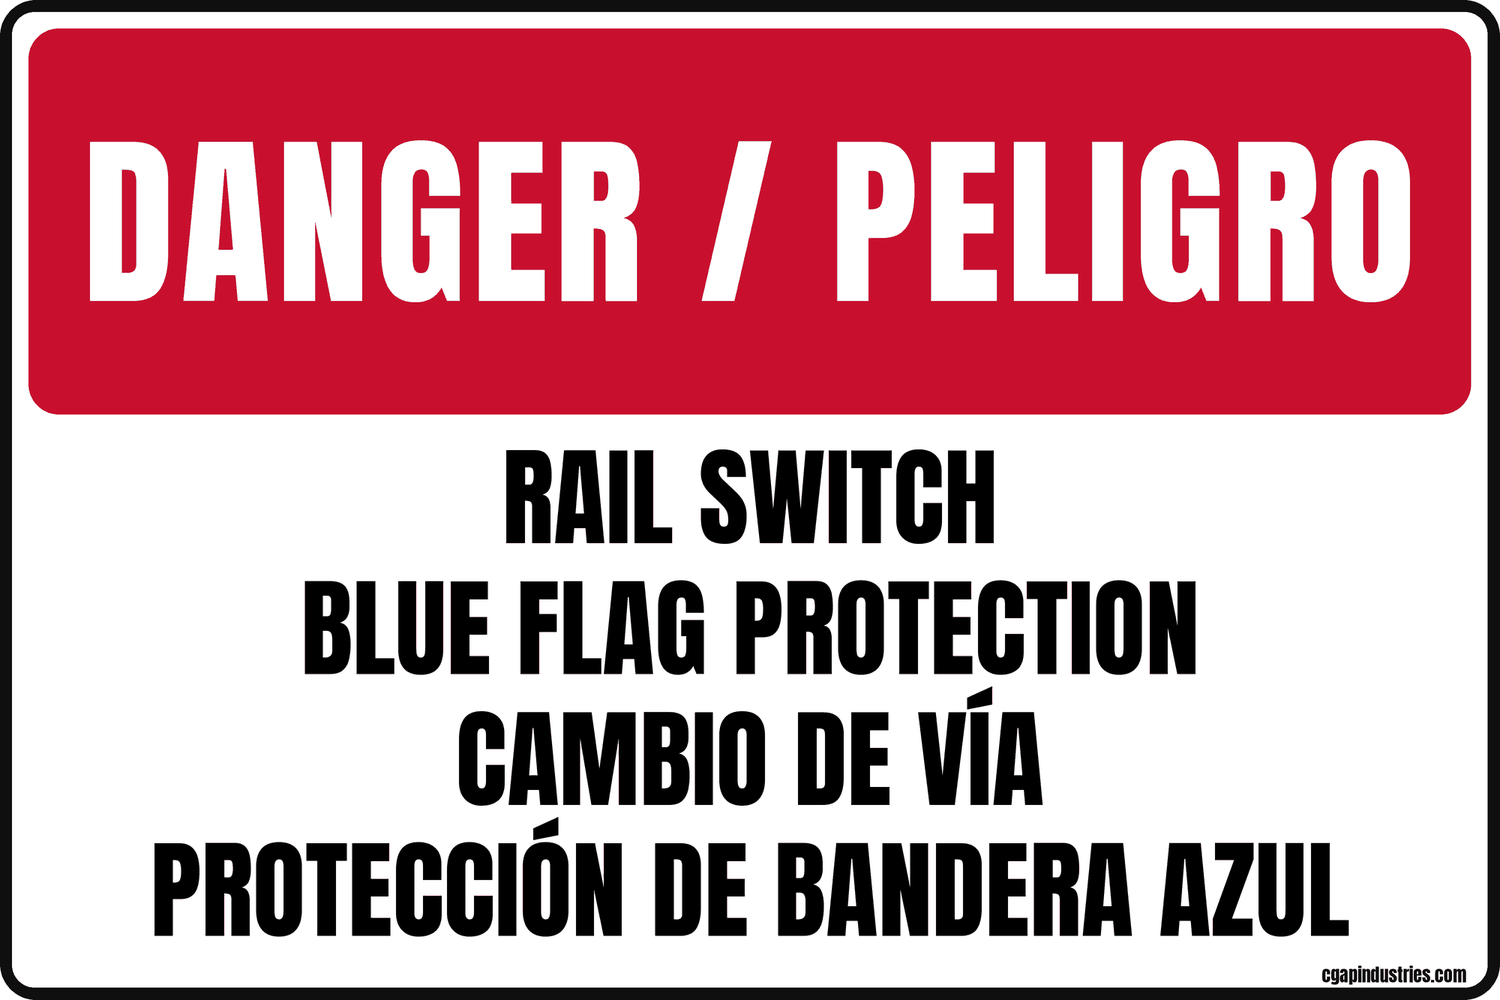 DANGER / PELIGRO
RAIL SWITCH
BLUE FLAG PROTECTION
CAMBIO DE VÍA
PROTECCIÓN DE BANDERA AZUL
cgapindustries.com